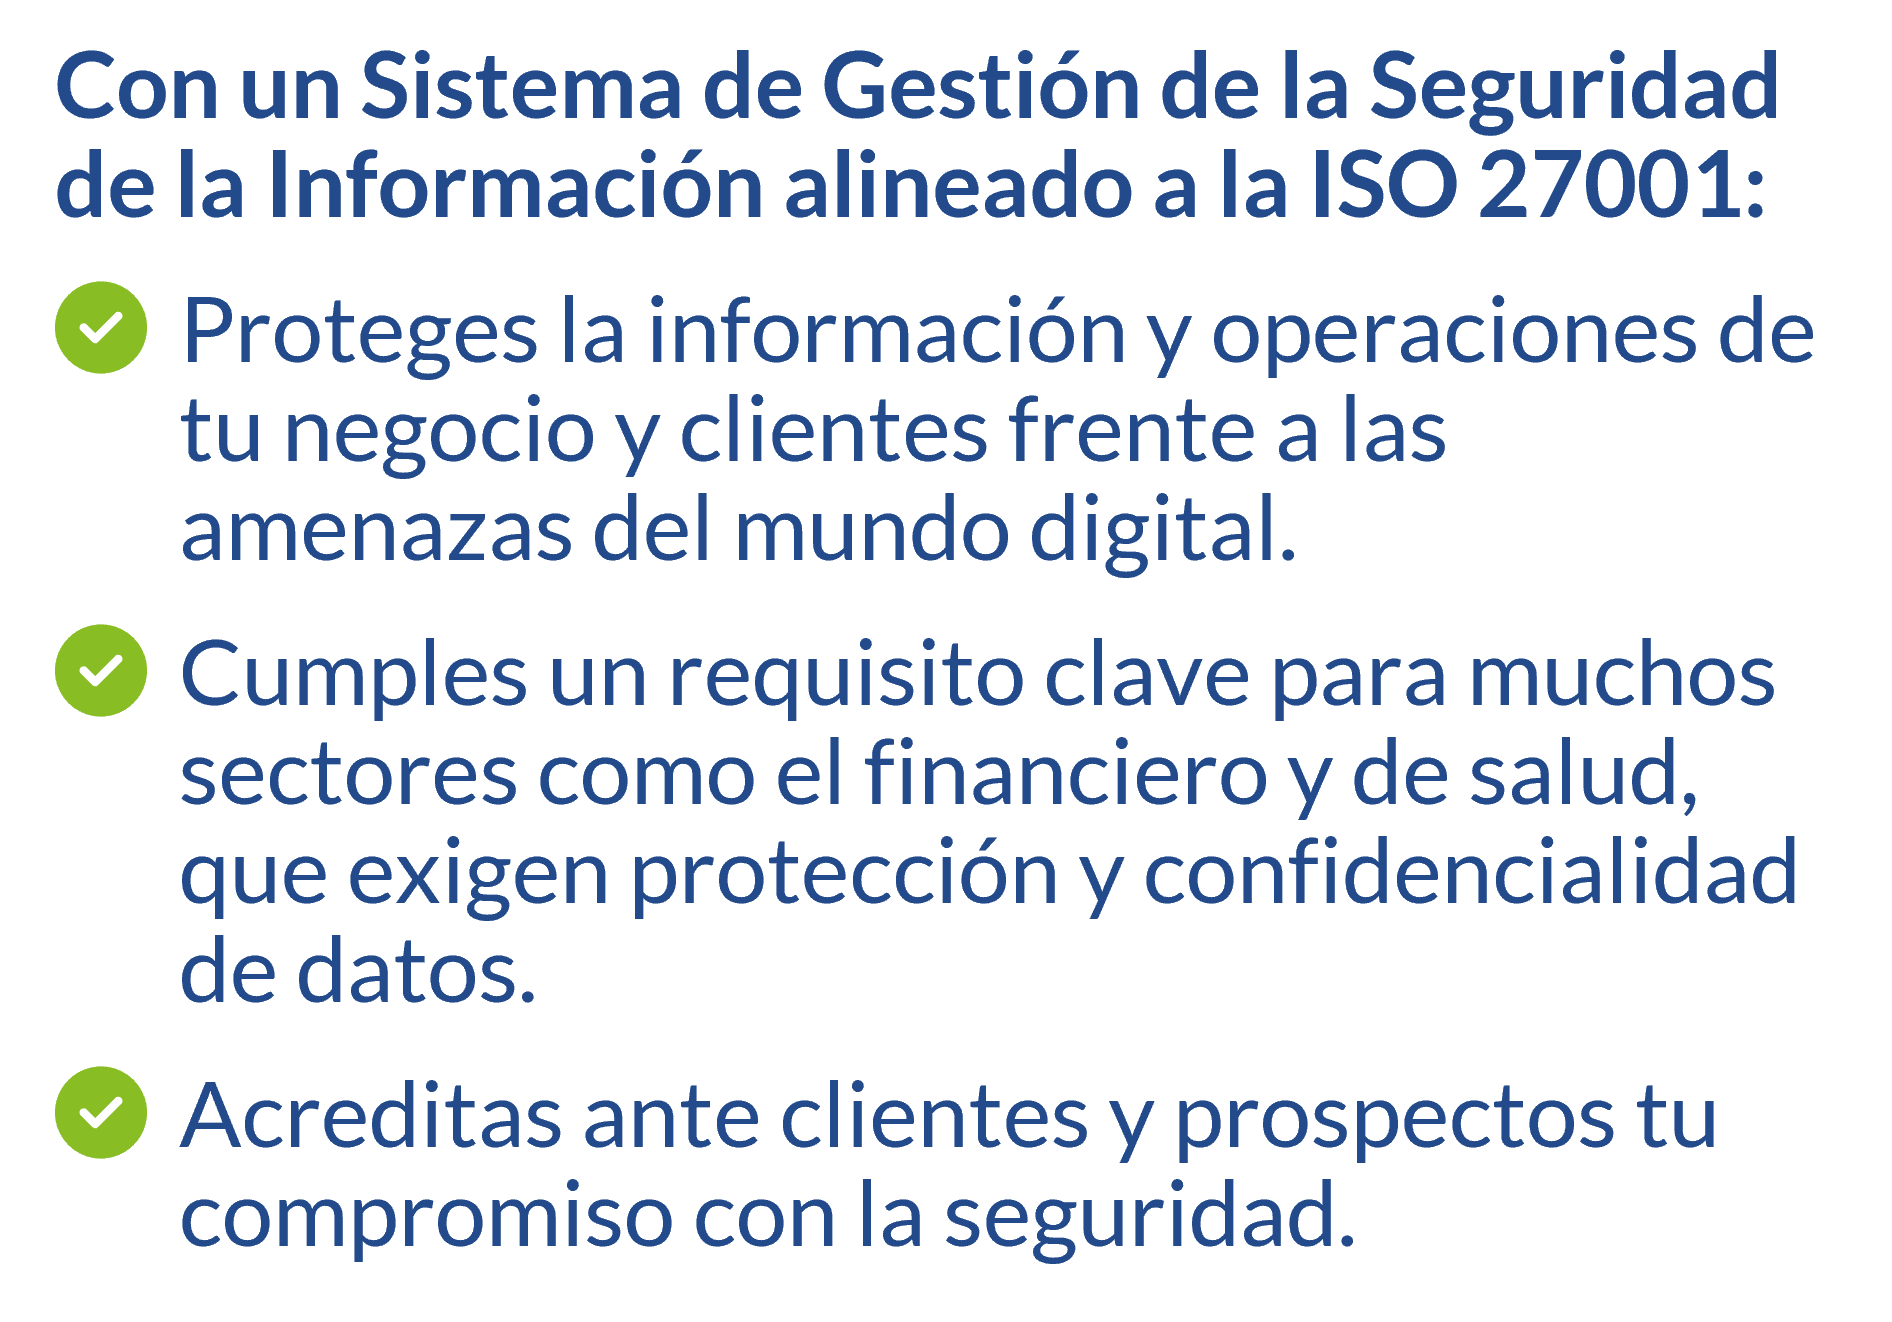 Con un Sistema de Gestión de la Seguridad
de la Información alineado a la ISO 27001:
Proteges la información y operaciones de
tu negocio y clientes frente a las
amenazas del mundo digital.
Cumples un requisito clave para muchos
sectores como el financiero y de salud,
que exigen protección y confidencialidad
de datos.
Acreditas ante clientes y prospectos tu
compromiso con la seguridad.